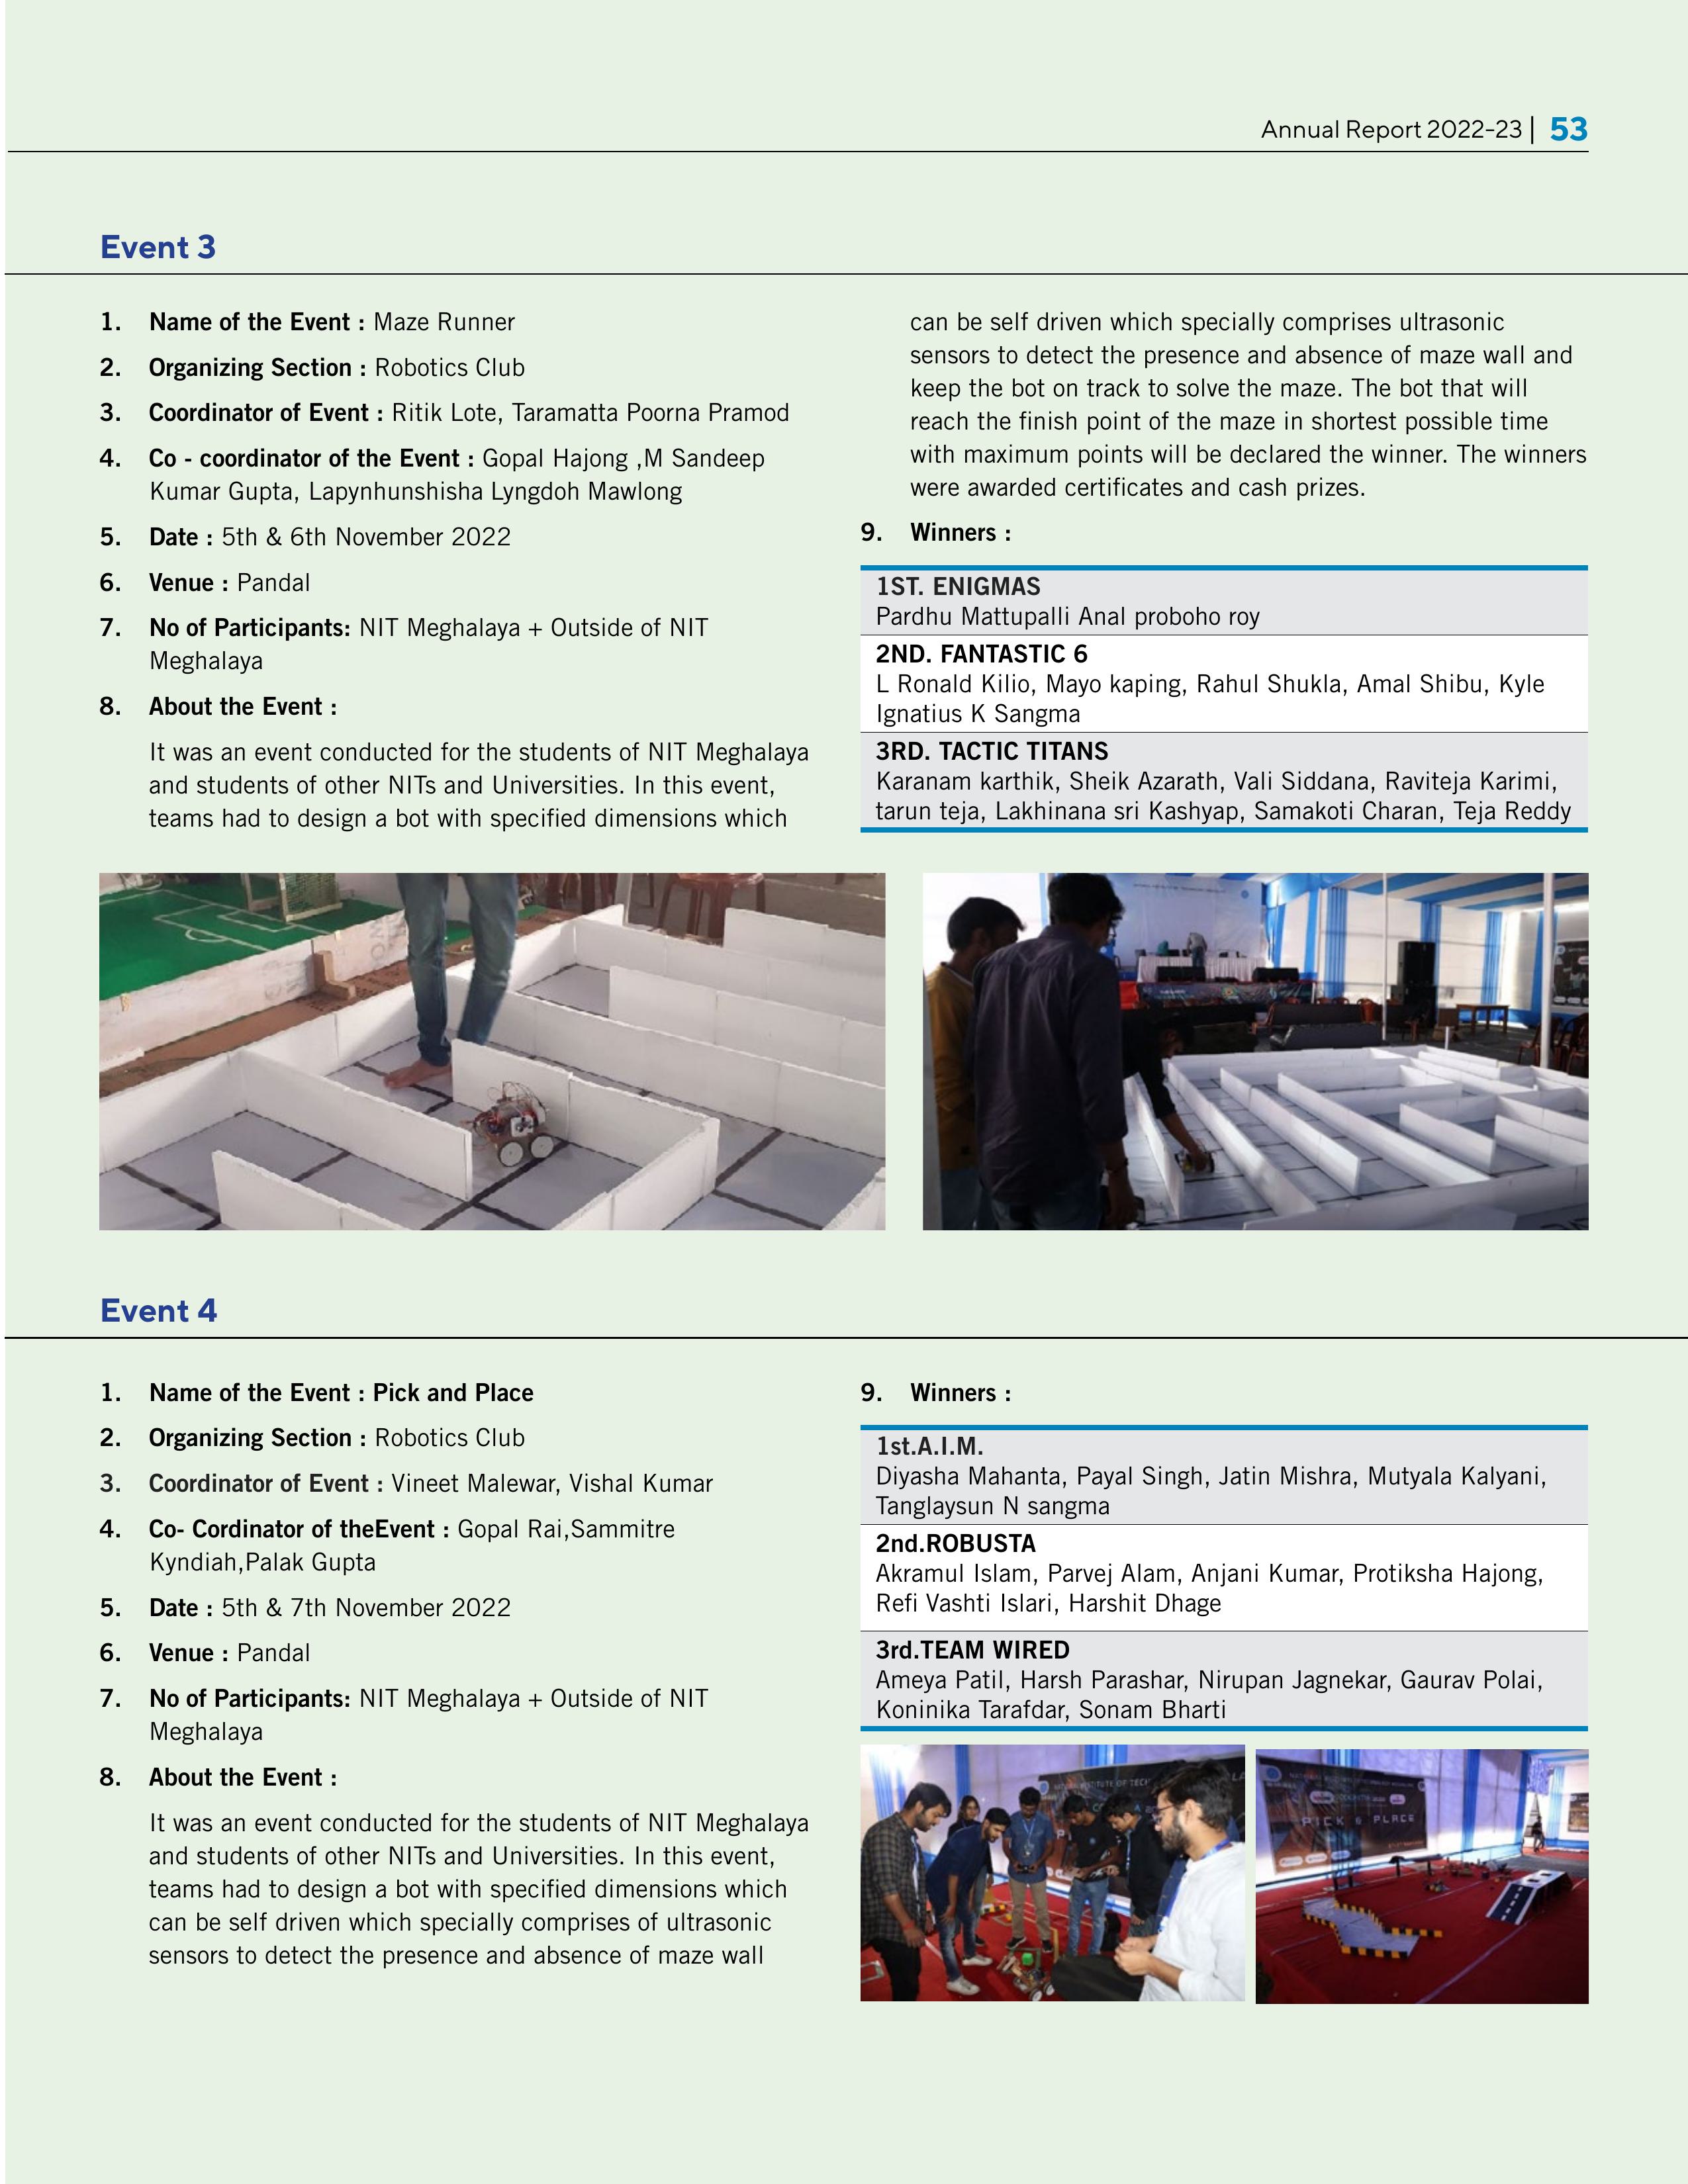 Annual Report 2022-23 | 53
Event 3
1. Name of the Event : Maze Runner
2. Organizing Section : Robotics Club
3. Coordinator of Event : Ritik Lote, Taramatta Poorna Pramod
4. Co - coordinator of the Event : Gopal Hajong ,M Sandeep
Kumar Gupta, Lapynhunshisha Lyngdoh Mawlong
5. Date : 5th & 6th November 2022
6. Venue : Pandal
7. No of Participants: NIT Meghalaya + Outside of NIT
Meghalaya
8. About the Event :
It was an event conducted for the students of NIT Meghalaya
and students of other NITs and Universities. In this event,
teams had to design a bot with specified dimensions which
can be self driven which specially comprises ultrasonic
sensors to detect the presence and absence of maze wall and
keep the bot on track to solve the maze. The bot that will
reach the finish point of the maze in shortest possible time
with maximum points will be declared the winner. The winners
were awarded certificates and cash prizes.
9. Winners :
1ST. ENIGMAS
Pardhu Mattupalli Anal proboho roy
2ND. FANTASTIC 6
L Ronald Kilio, Mayo kaping, Rahul Shukla, Amal Shibu, Kyle
Ignatius K Sangma
3RD. TACTIC TITANS
Karanam karthik, Sheik Azarath, Vali Siddana, Raviteja Karimi,
tarun teja, Lakhinana sri Kashyap, Samakoti Charan, Teja Reddy
Event 4
1. Name of the Event : Pick and Place
2. Organizing Section : Robotics Club
3. Coordinator of Event : Vineet Malewar, Vishal Kumar
4. Co- Cordinator of theEvent : Gopal Rai,Sammitre
Kyndiah,Palak Gupta
5. Date : 5th & 7th November 2022
6. Venue : Pandal
7. No of Participants: NIT Meghalaya + Outside of NIT
Meghalaya
8. About the Event :
It was an event conducted for the students of NIT Meghalaya
and students of other NITs and Universities. In this event,
teams had to design a bot with specified dimensions which
can be self driven which specially comprises of ultrasonic
sensors to detect the presence and absence of maze wall
9. Winners :
1st.A.I.M.
Diyasha Mahanta, Payal Singh, Jatin Mishra, Mutyala Kalyani,
Tanglaysun N sangma
2nd.ROBUSTA
Akramul Islam, Parvej Alam, Anjani Kumar, Protiksha Hajong,
Refi Vashti Islari, Harshit Dhage
3rd.TEAM WIRED
Ameya Patil, Harsh Parashar, Nirupan Jagnekar, Gaurav Polai,
Koninika Tarafdar, Sonam Bharti
PICK & PLACE